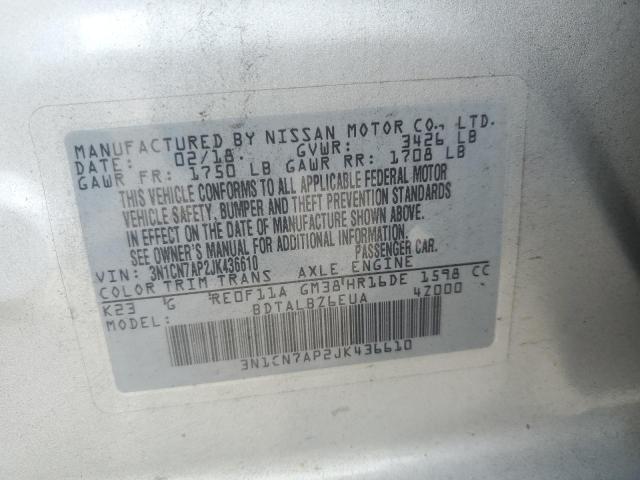 MANUFACTURED BY NISSAN MOTOR CO., LTD.
DATE: 02/18 GVWR: 3426 LB
GAWR FR: 1750 LB GAWR RR: 1708 LB
THIS VEHICLE CONFORMS TO ALL APPLICABLE FEDERAL MOTOR
VEHICLE SAFETY, BUMPER AND THEFT PREVENTION STANDARDS
IN EFFECT ON THE DATE OF MANUFACTURE SHOWN ABOVE.
SEE OWNER'S MANUAL FOR ADDITIONAL INFORMATION.
VIN: 3N1CN7AP2JK436610 PASSENGER CAR.
COLOR TRIM TRANS AXLE ENGINE
K23 G RE0F11A GM38 HR16DE 1598 CC
MODEL: BDTALBZ6EUA 4Z000
3N1CN7AP2JK436610